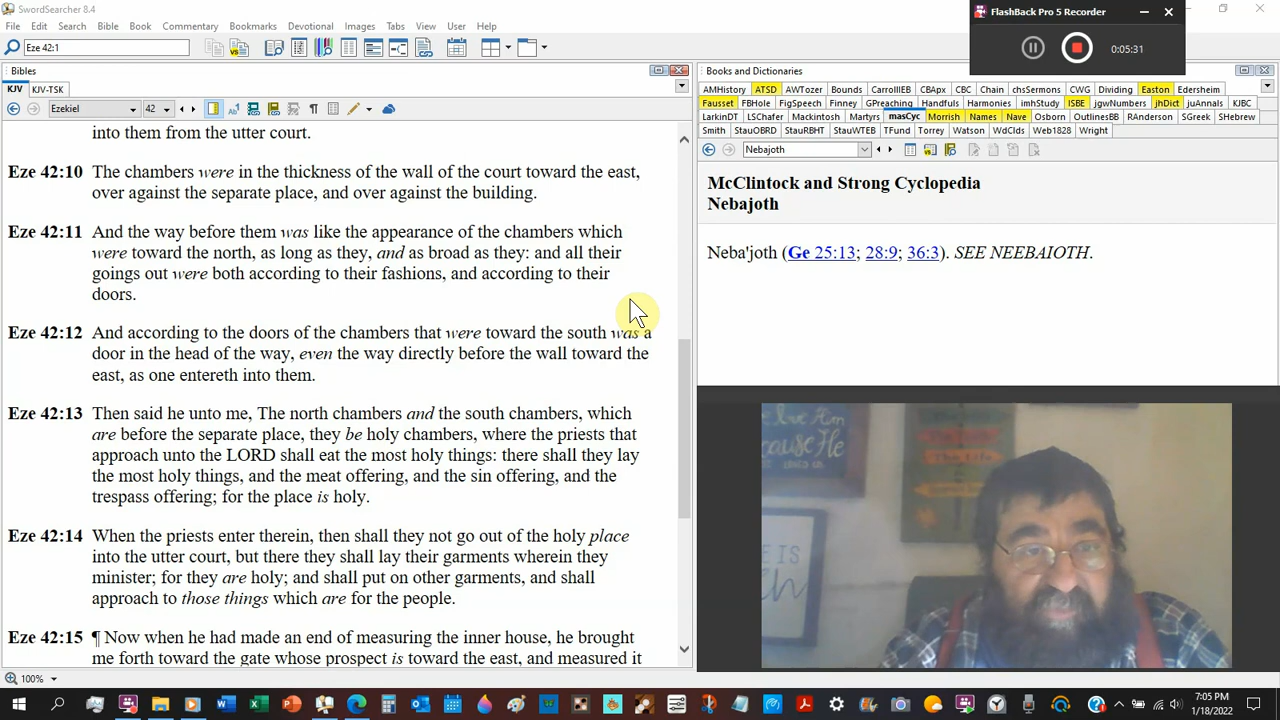 SwordSearcher 8.4
File Edit Search Bible Book Commentary Bookmarks Devotional Images Tabs View User Help
Eze 42:1
FlashBack Pro 5 Recorder
0:05:31
Bibles
KJV KJV-TSK
Ezekiel 42
into them from the utter court.
Eze 42:10 The chambers were in the thickness of the wall of the court toward the east,
over against the separate place, and over against the building.
Eze 42:11 And the way before them was like the appearance of the chambers which
were toward the north, as long as they, and as broad as they: and all their
goings out were both according to their fashions, and according to their
doors.
Eze 42:12 And according to the doors of the chambers that were toward the south was a
door in the head of the way, even the way directly before the wall toward the
east, as one entereth into them.
Eze 42:13 Then said he unto me, The north chambers and the south chambers, which
are before the separate place, they be holy chambers, where the priests that
approach unto the LORD shall eat the most holy things: there shall they lay
the most holy things, and the meat offering, and the sin offering, and the
trespass offering; for the place is holy.
Eze 42:14 When the priests enter therein, then shall they not go out of the holy place
into the utter court, but there they shall lay their garments wherein they
minister; for they are holy; and shall put on other garments, and shall
approach to those things which are for the people.
Eze 42:15 ¶ Now when he had made an end of measuring the inner house, he brought
me forth toward the gate whose prospect is toward the east, and measured it
100%
Books and Dictionaries
AMHistory ATSD AWTozer Bounds CarrollIEB CBApx CBC Chain chsSermons CWG Dividing Easton Edersheim
Fausset FBHole FigSpeech Finney GPreaching Handfuls Harmonies imhStudy ISBE jgwNumbers jhDict juAnnals KJBC
LarkinDT LSChafer Mackintosh Martyrs masCyc Morrish Names Nave Osborn OutlinesBB RAnderson SGreek SHebrew
Smith StauOBRD StauRBHT StauWTEB TFund Torrey Watson WdClds Web1828 Wright
Nebajoth
McClintock and Strong Cyclopedia
Nebajoth
Neba'joth (Ge 25:13; 28:9; 36:3). SEE NEEBAIOTH.
7:05 PM
1/18/2022